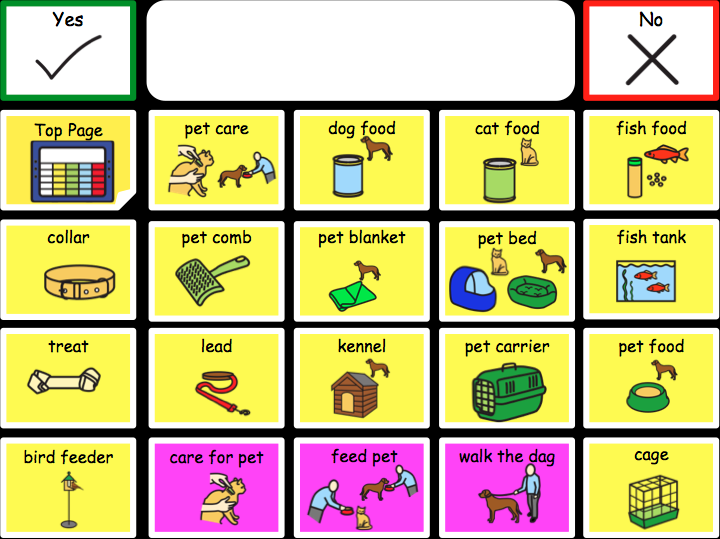 Yes
No
Top Page
pet care
dog food
cat food
fish food
collar
pet comb
pet blanket
pet bed
fish tank
treat
lead
kennel
pet carrier
pet food
bird feeder
care for pet
feed pet
walk the dag
cage